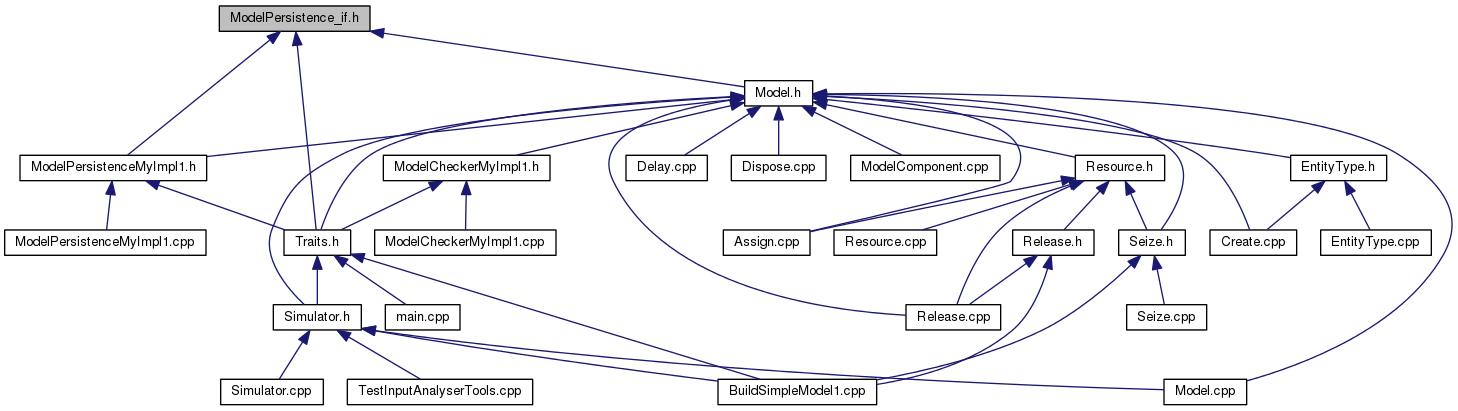 ModelPersistence_if.h
Model.h
ModelPersistenceMyImpl1.h
ModelCheckerMyImpl1.h
Delay.cpp
Dispose.cpp
ModelComponent.cpp
Resource.h
EntityType.h
ModelPersistenceMyImpl1.cpp
Traits.h
ModelCheckerMyImpl1.cpp
Assign.cpp
Resource.cpp
Release.h
Seize.h
Create.cpp
EntityType.cpp
Simulator.h
main.cpp
Release.cpp
Seize.cpp
Simulator.cpp
TestInputAnalyserTools.cpp
BuildSimpleModel1.cpp
Model.cpp